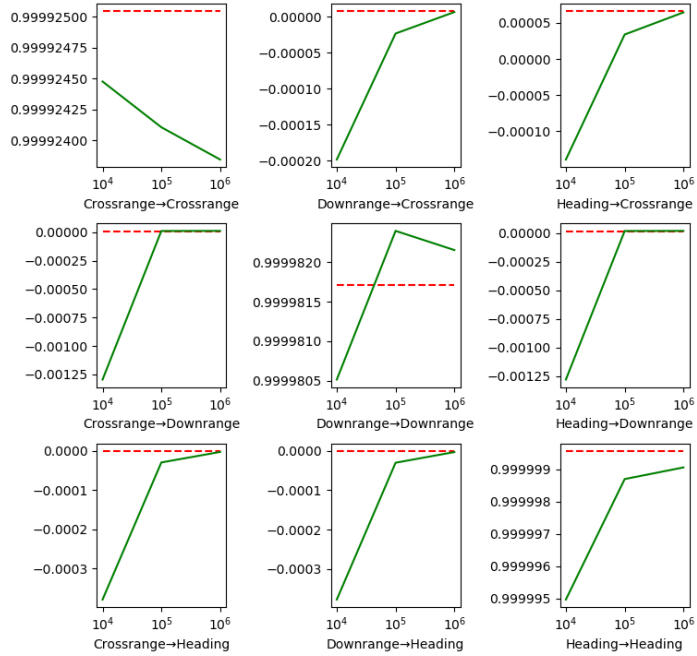 0.99992500
0.99992475
0.99992450
0.99992425
0.99992400
10⁴ 10⁵ 10⁶
Crossrange→Crossrange
0.00000
−0.00005
−0.00010
−0.00015
−0.00020
10⁴ 10⁵ 10⁶
Downrange→Crossrange
0.00005
0.00000
−0.00005
−0.00010
10⁴ 10⁵ 10⁶
Heading→Crossrange
0.00000
−0.00025
−0.00050
−0.00075
−0.00100
−0.00125
10⁴ 10⁵ 10⁶
Crossrange→Downrange
0.9999820
0.9999815
0.9999810
0.9999805
10⁴ 10⁵ 10⁶
Downrange→Downrange
0.00000
−0.00025
−0.00050
−0.00075
−0.00100
−0.00125
10⁴ 10⁵ 10⁶
Heading→Downrange
0.0000
−0.0001
−0.0002
−0.0003
10⁴ 10⁵ 10⁶
Crossrange→Heading
0.0000
−0.0001
−0.0002
−0.0003
10⁴ 10⁵ 10⁶
Downrange→Heading
0.999999
0.999998
0.999997
0.999996
0.999995
10⁴ 10⁵ 10⁶
Heading→Heading